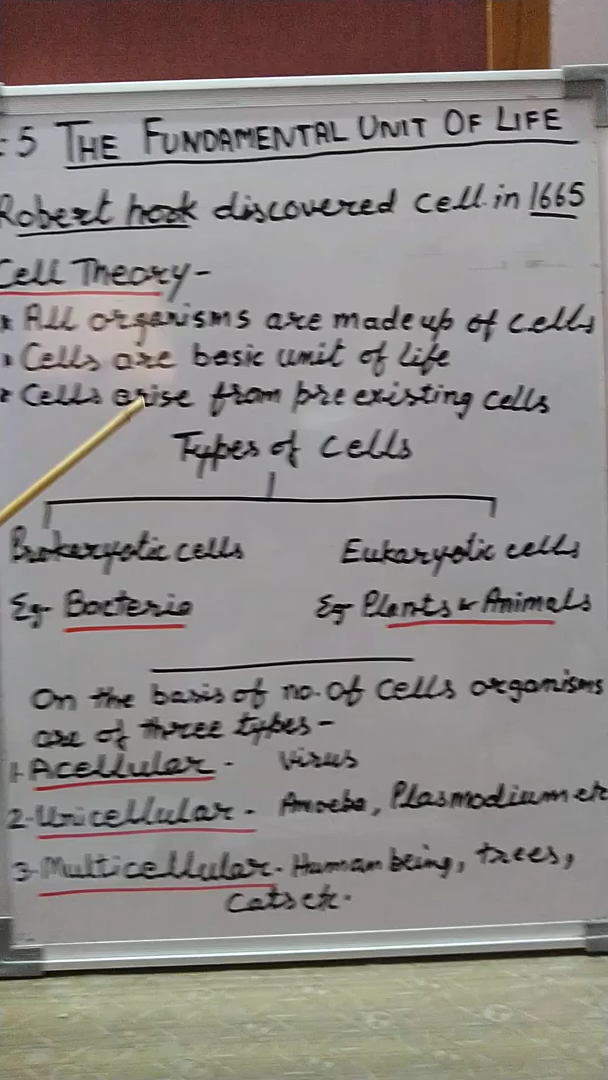 :5 THE FUNDAMENTAL UNIT OF LIFE
Robert hook discovered cell in 1665
Cell Theory-
* All organisms are made up of cells
* Cells are basic unit of life
* Cells arise from pre existing cells
Types of cells
Prokaryotic cells Eukaryotic cells
Eg- Bacteria Eg Plants & Animals
On the basis of no. of cells organisms
are of three types -
1. Acellular - Virus
2. Unicellular - Amoeba, Plasmodium etc
3. Multicellular - Human being, trees,
Cats etc.